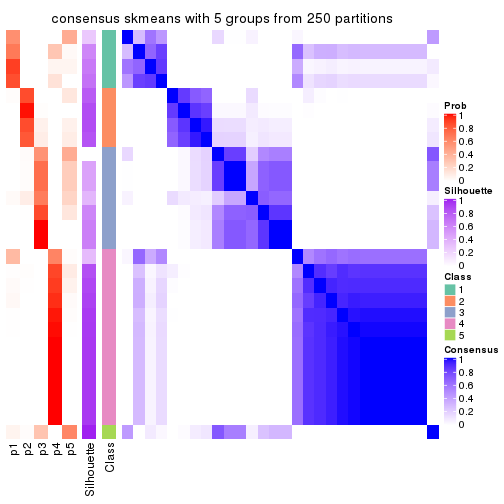 consensus skmeans with 5 groups from 250 partitions
p1
p2
p3
p4
p5
Silhouette
Class
Prob
1
0.8
0.6
0.4
0.2
0
Silhouette
1
0.8
0.6
0.4
0.2
0
Class
1
2
3
4
5
Consensus
1
0.8
0.6
0.4
0.2
0